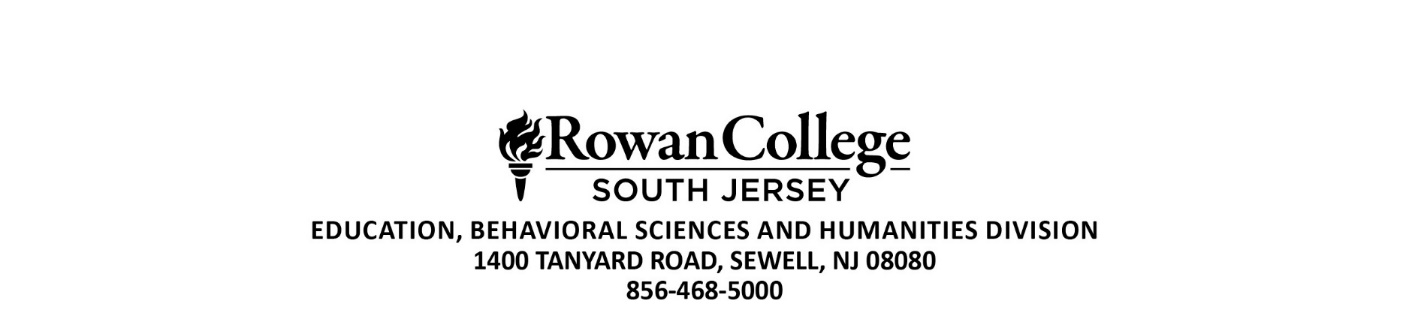 Rowan College
SOUTH JERSEY
EDUCATION, BEHAVIORAL SCIENCES AND HUMANITIES DIVISION
1400 TANYARD ROAD, SEWELL, NJ 08080
856-468-5000